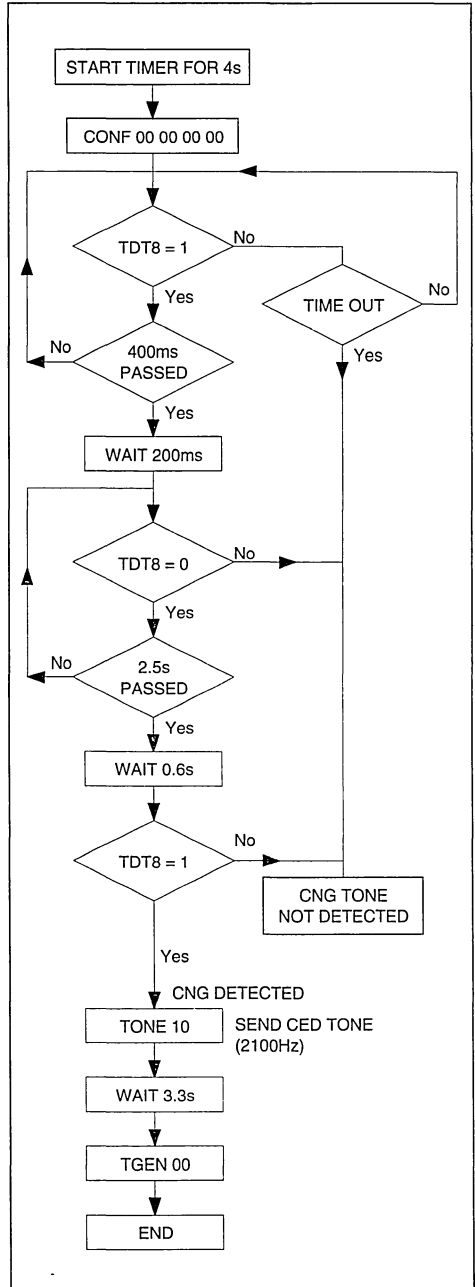 START TIMER FOR 4s
CONF 00 00 00 00
TDT8 = 1
No
Yes
TIME OUT
No
Yes
400ms
PASSED
No
Yes
WAIT 200ms
TDT8 = 0
No
Yes
2.5s
PASSED
No
Yes
WAIT 0.6s
TDT8 = 1
No
Yes
CNG TONE
NOT DETECTED
CNG DETECTED
TONE 10
SEND CED TONE
(2100Hz)
WAIT 3.3s
TGEN 00
END